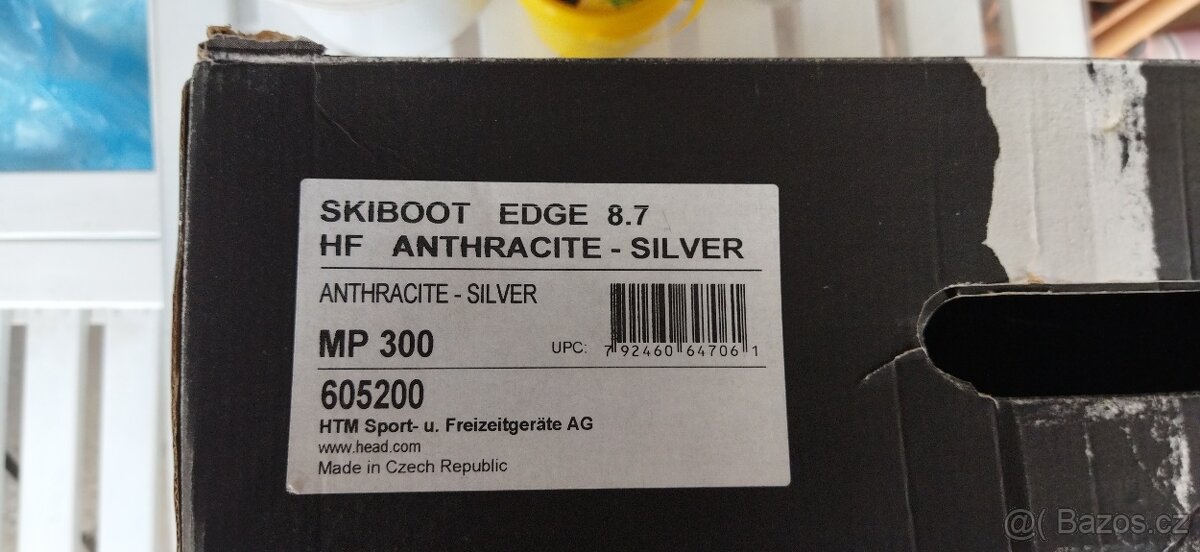 SKIBOOT EDGE 8.7
HF ANTHRACITE - SILVER
ANTHRACITE - SILVER
MP 300
UPC: 7 92460 64706 1
605200
HTM Sport- u. Freizeitgeräte AG
www.head.com
Made in Czech Republic
@( Bazos.cz